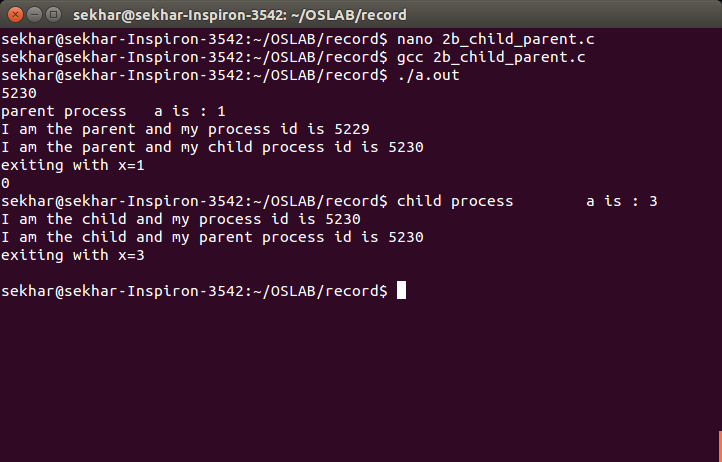 sekhar@sekhar-Inspiron-3542: ~/OSLAB/record
sekhar@sekhar-Inspiron-3542:~/OSLAB/record$ nano 2b_child_parent.c
sekhar@sekhar-Inspiron-3542:~/OSLAB/record$ gcc 2b_child_parent.c
sekhar@sekhar-Inspiron-3542:~/OSLAB/record$ ./a.out
5230
parent process   a is : 1
I am the parent and my process id is 5229
I am the parent and my child process id is 5230
exiting with x=1
0
sekhar@sekhar-Inspiron-3542:~/OSLAB/record$ child process        a is : 3
I am the child and my process id is 5230
I am the child and my parent process id is 5230
exiting with x=3
sekhar@sekhar-Inspiron-3542:~/OSLAB/record$